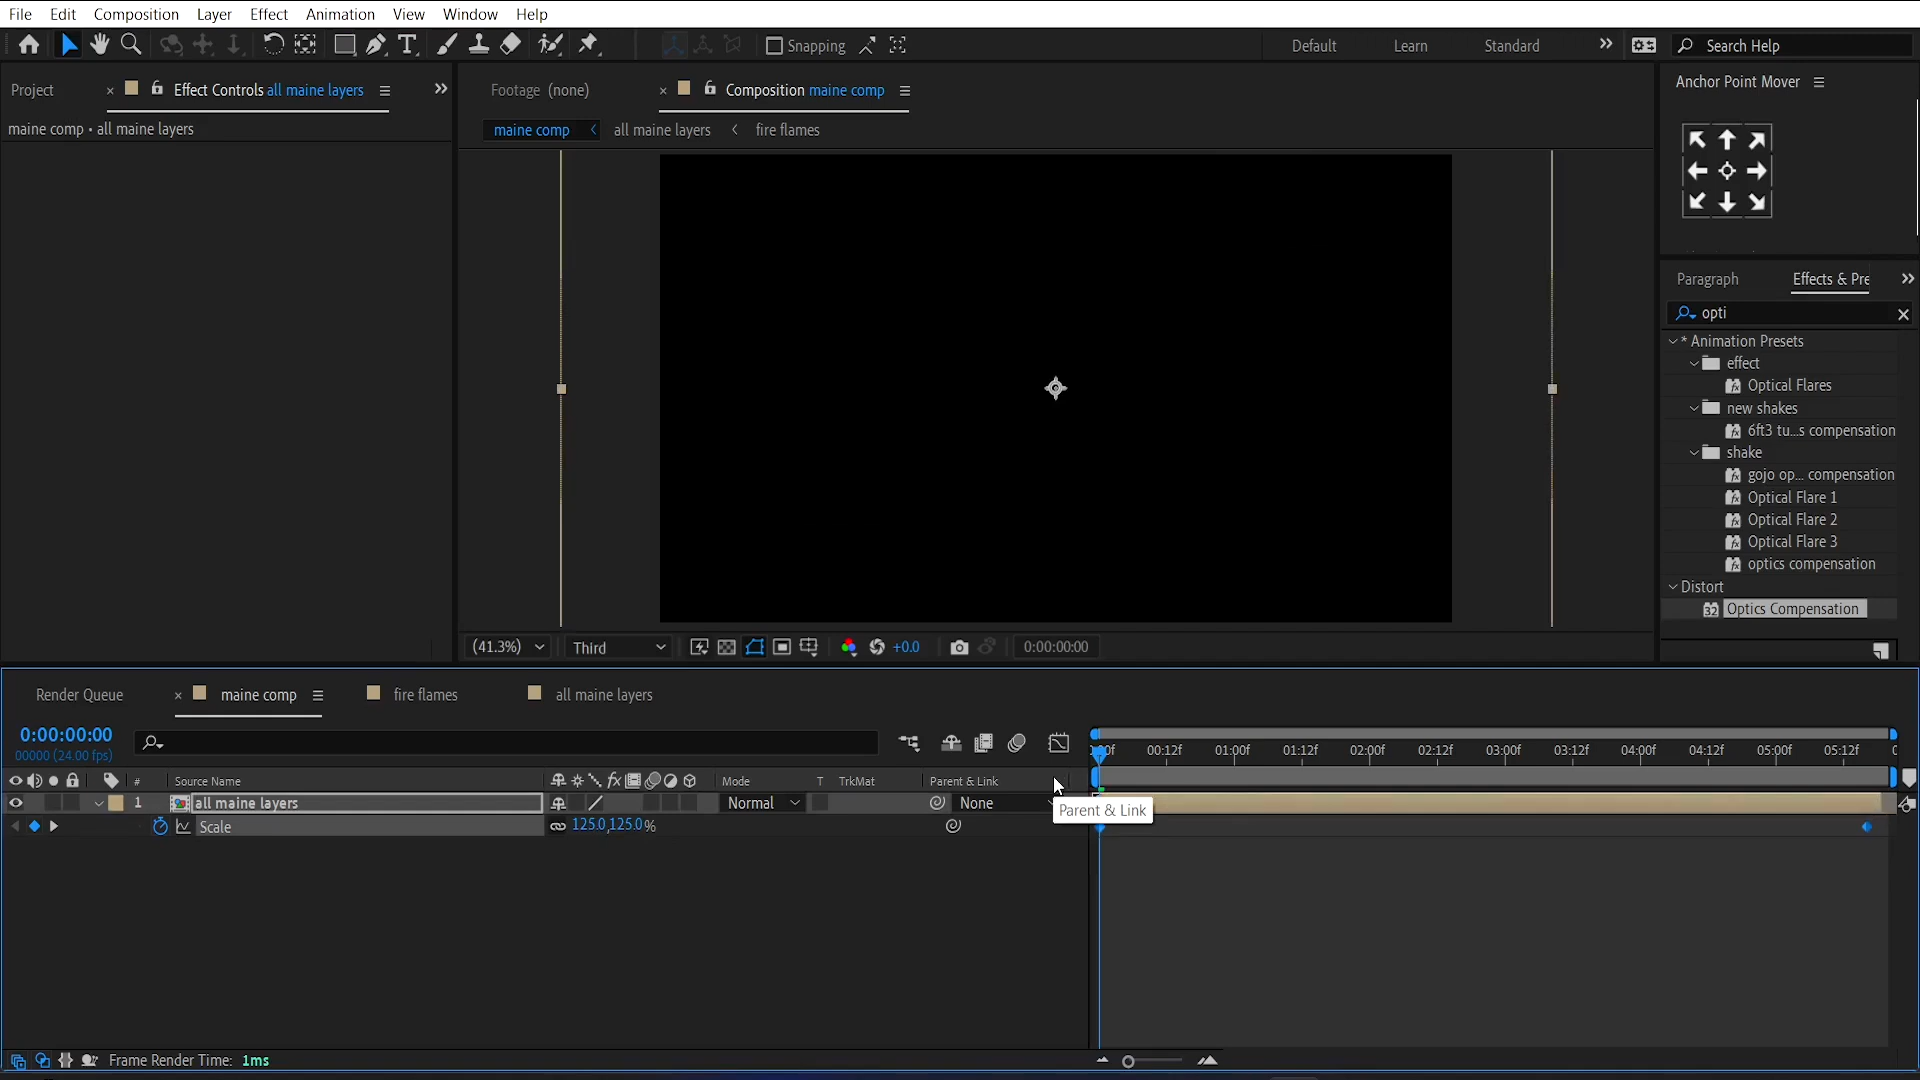 File Edit Composition Layer Effect Animation View Window Help
Snapping Default Learn Standard Search Help
Project Effect Controls all maine layers
maine comp • all maine layers
Footage (none) Composition maine comp
maine comp all maine layers fire flames
Anchor Point Mover
Paragraph Effects & Pre
opti
* Animation Presets
effect
Optical Flares
new shakes
6ft3 tu...s compensation
shake
gojo op... compensation
Optical Flare 1
Optical Flare 2
Optical Flare 3
optics compensation
Distort
32 Optics Compensation
(41.3%) Third +0.0 0:00:00:00
Render Queue maine comp fire flames all maine layers
0:00:00:00
00000 (24.00 fps)
00:12f 01:00f 01:12f 02:00f 02:12f 03:00f 03:12f 04:00f 04:12f 05:00f 05:12f
# Source Name fx Mode T TrkMat Parent & Link
1 all maine layers Normal None
Parent & Link
Scale 125.0,125.0%
Frame Render Time: 1ms